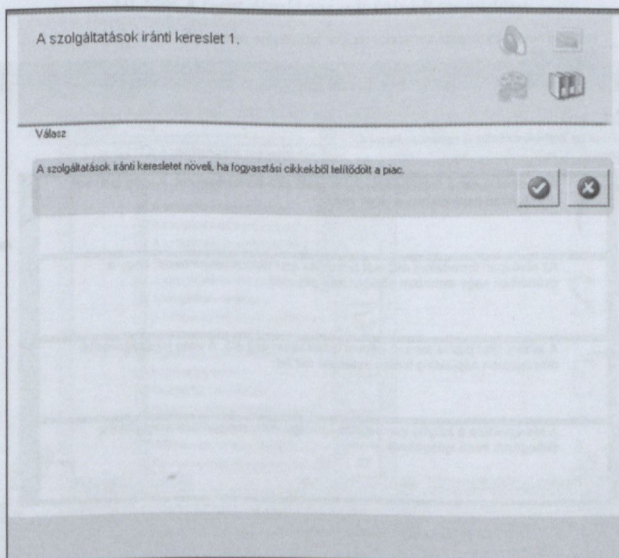 A szolgáltatások iránti kereslet 1.
Válasz
A szolgáltatások iránti keresletet növeli, ha fogyasztási cikkekből telítődött a piac.